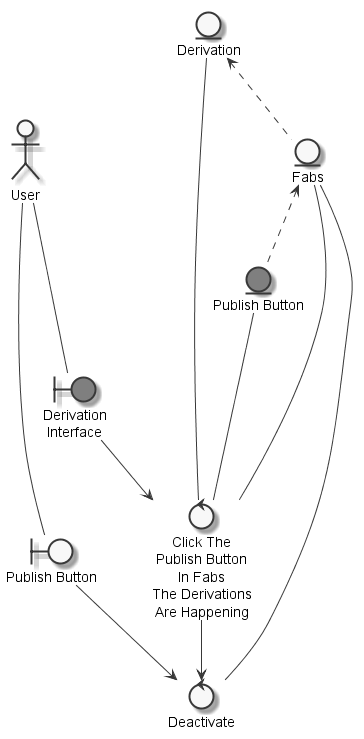 Derivation
Fabs
User
Publish Button
Derivation
Interface
Click The
Publish Button
In Fabs
The Derivations
Are Happening
Publish Button
Deactivate